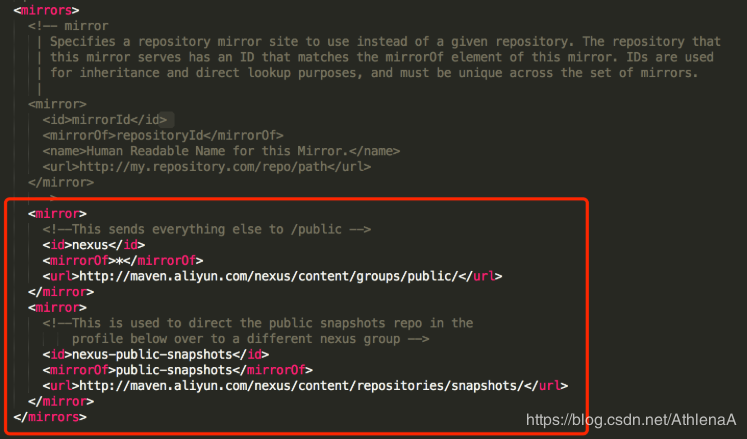 <mirrors>
<!-- mirror
| Specifies a repository mirror site to use instead of a given repository. The repository that
| this mirror serves has an ID that matches the mirrorOf element of this mirror. IDs are used
| for inheritance and direct lookup purposes, and must be unique across the set of mirrors.
|
<mirror>
<id>mirrorId</id>
<mirrorOf>repositoryId</mirrorOf>
<name>Human Readable Name for this Mirror.</name>
<url>http://my.repository.com/repo/path</url>
</mirror>
>
<mirror>
<!--This sends everything else to /public -->
<id>nexus</id>
<mirrorOf>*</mirrorOf>
<url>http://maven.aliyun.com/nexus/content/groups/public/</url>
</mirror>
<mirror>
<!--This is used to direct the public snapshots repo in the
profile below over to a different nexus group -->
<id>nexus-public-snapshots</id>
<mirrorOf>public-snapshots</mirrorOf>
<url>http://maven.aliyun.com/nexus/content/repositories/snapshots/</url>
</mirror>
</mirrors>
https://blog.csdn.net/AthlenaA